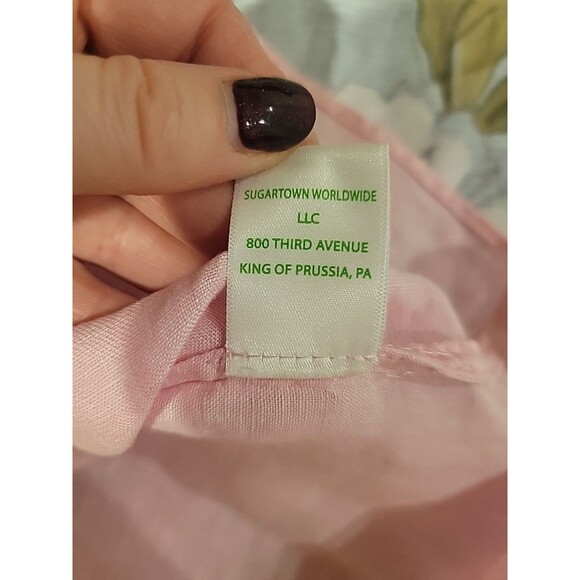 SUGARTOWN WORLDWIDE
LLC
800 THIRD AVENUE
KING OF PRUSSIA, PA